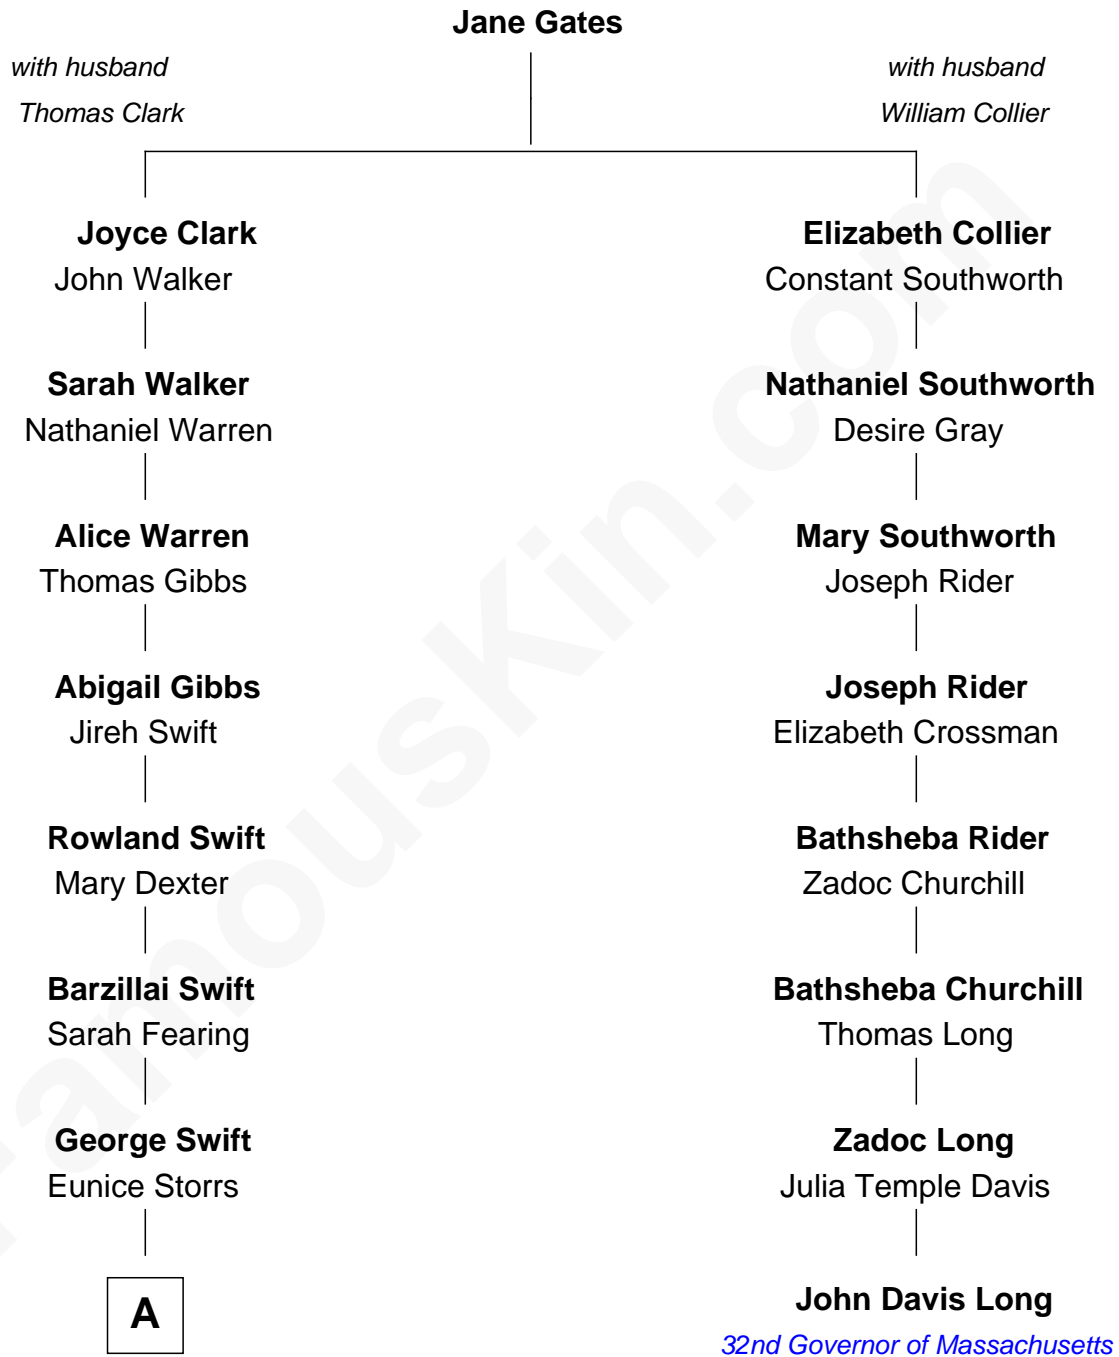 Jane Gates
with husband
Thomas Clark
with husband
William Collier
Joyce Clark
John Walker
Elizabeth Collier
Constant Southworth
Sarah Walker
Nathaniel Warren
Nathaniel Southworth
Desire Gray
Alice Warren
Thomas Gibbs
Mary Southworth
Joseph Rider
Abigail Gibbs
Jireh Swift
Joseph Rider
Elizabeth Crossman
Rowland Swift
Mary Dexter
Bathsheba Rider
Zadoc Churchill
Barzillai Swift
Sarah Fearing
Bathsheba Churchill
Thomas Long
George Swift
Eunice Storrs
Zadoc Long
Julia Temple Davis
A
John Davis Long
32nd Governor of Massachusetts
FamousKin.com